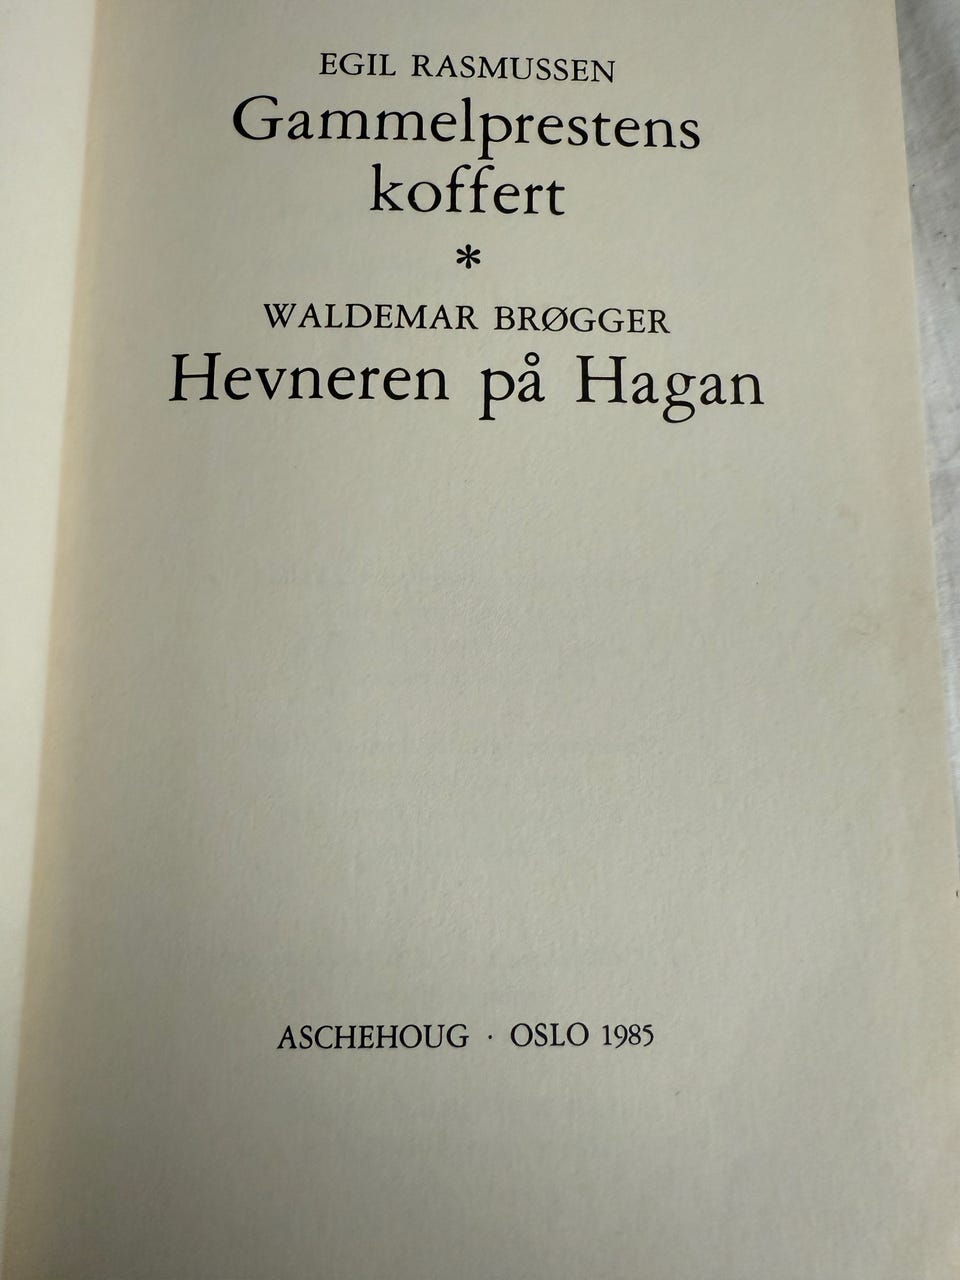 EGIL RASMUSSEN
Gammelprestens
koffert
*
WALDEMAR BRØGGER
Hevneren på Hagan
ASCHEHOUG · OSLO 1985